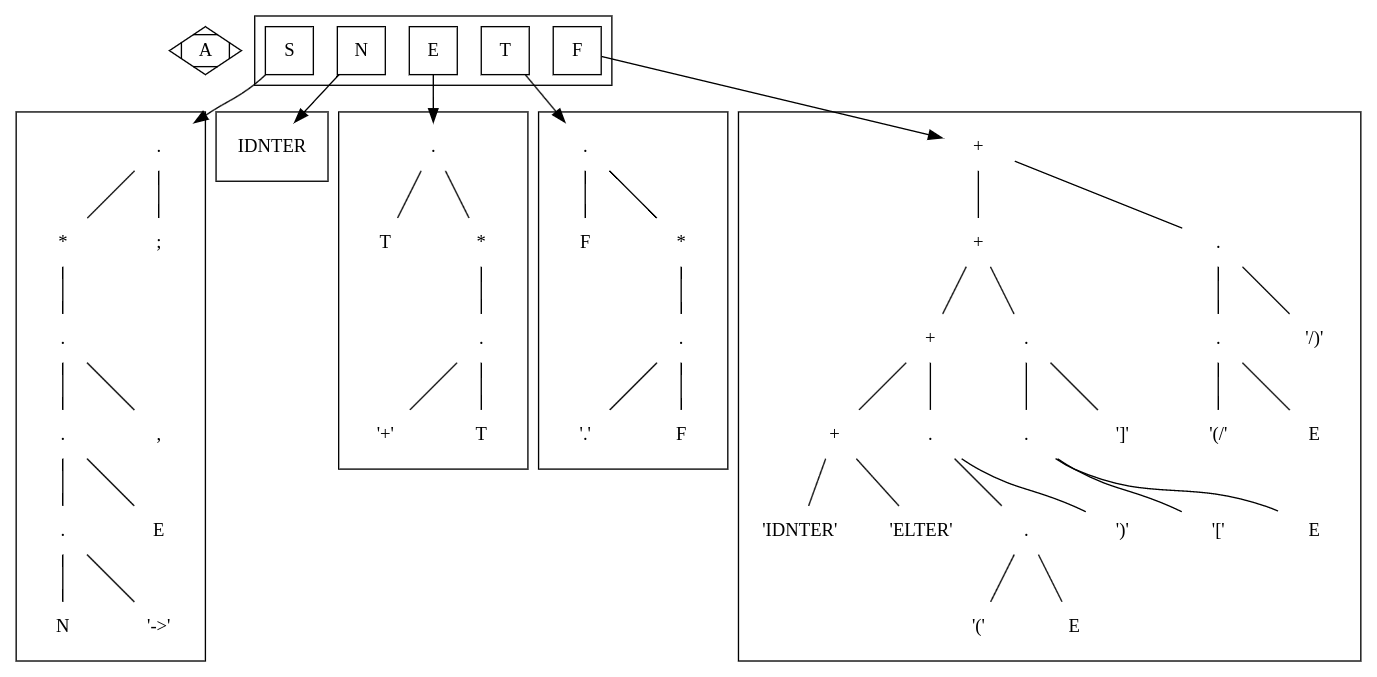 A S N E T F
. IDNTER . . +
* ; T * F * + .
. . . + . . '/)'
. , '+' T '.' F + . . ']' '(/' E
. E 'IDNTER' 'ELTER' . ')' '[' E
N '->' '(' E